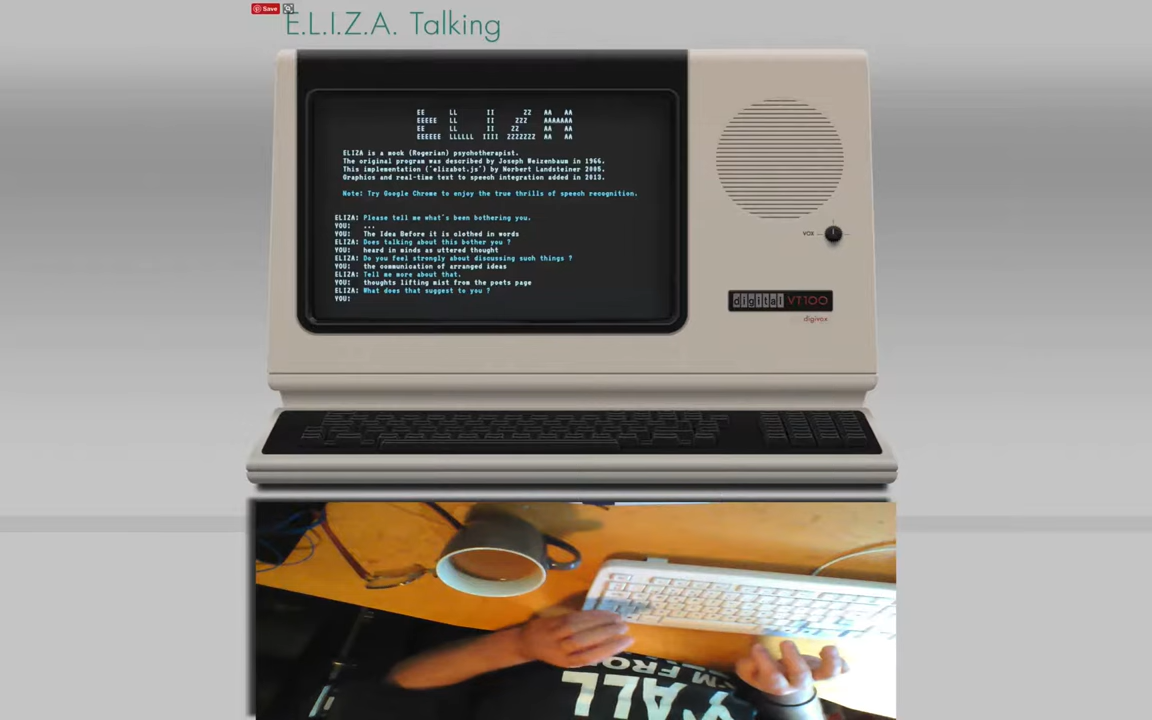 Save
E.L.I.Z.A. Talking
EE LL II ZZ AA AA
EEEEE LL II ZZZ AAAAAAA
EE LL II ZZ AA AA
EEEEEE LLLLLL IIII ZZZZZZZ AA AA
ELIZA is a mock (Rogerian) psychotherapist.
The original program was described by Joseph Weizenbaum in 1966.
This implementation ("elizabot.js") by Norbert Landsteiner 2005.
Graphics and real-time text to speech integration added in 2013.
Note: Try Google Chrome to enjoy the true thrills of speech recognition.
ELIZA: Please tell me what's been bothering you.
YOU: ...
YOU: The Idea Before it is clothed in words
ELIZA: Does talking about this bother you ?
YOU: heard in minds as uttered thought
ELIZA: Do you feel strongly about discussing such things ?
YOU: the communication of arranged ideas
ELIZA: Tell me more about that.
YOU: thoughts lifting mist from the poets page
ELIZA: What does that suggest to you ?
YOU:
VOX
digital VT100
digivox
I'M FROM
Y'ALL